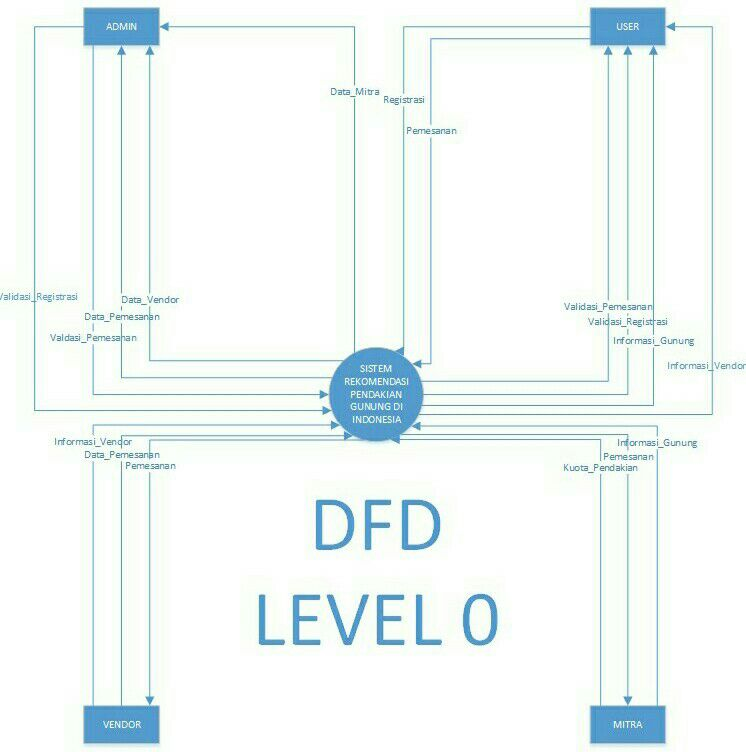 ADMIN
USER
Data_Mitra
Registrasi
Pemesanan
Validasi_Registrasi
Data_Vendor
Data_Pemesanan
Valdasi_Pemesanan
Validasi_Pemesanan
Validasi_Registrasi
Informasi_Gunung
Informasi_Vendor
SISTEM
REKOMENDASI
PENDAKIAN
GUNUNG DI
INDONESIA
Informasi_Vendor
Data_Pemesanan
Pemesanan
Informasi_Gunung
Pemesanan
Kuota_Pendakian
DFD
LEVEL 0
VENDOR
MITRA